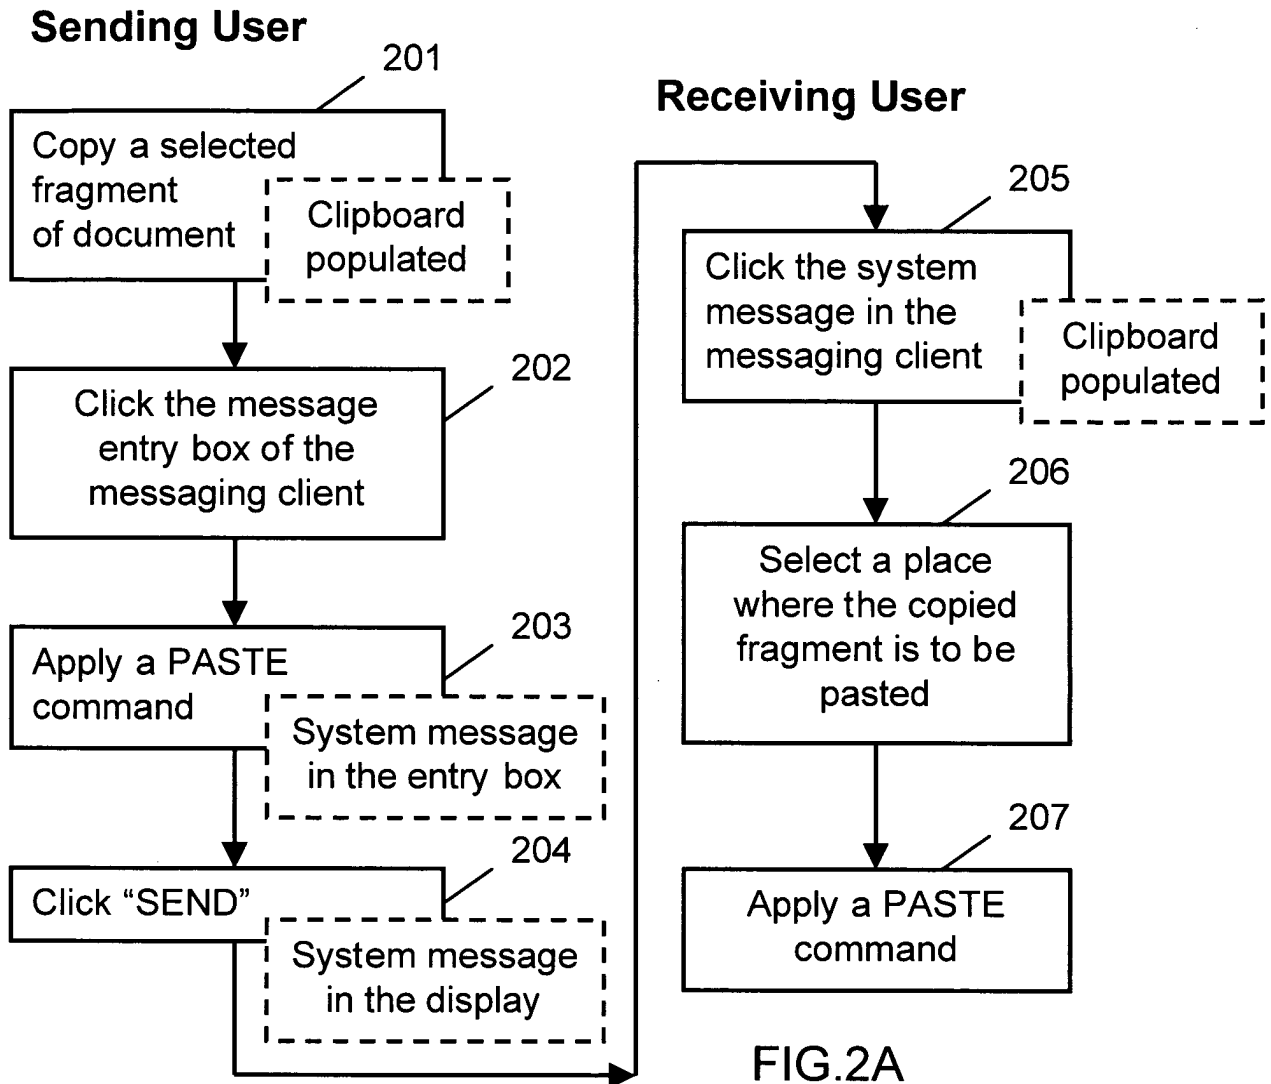 Sending User
201
Copy a selected
fragment
of document
Clipboard
populated
202
Click the message
entry box of the
messaging client
203
Apply a PASTE
command
System message
in the entry box
204
Click “SEND”
System message
in the display
Receiving User
205
Click the system
message in the
messaging client
Clipboard
populated
206
Select a place
where the copied
fragment is to be
pasted
207
Apply a PASTE
command
FIG.2A